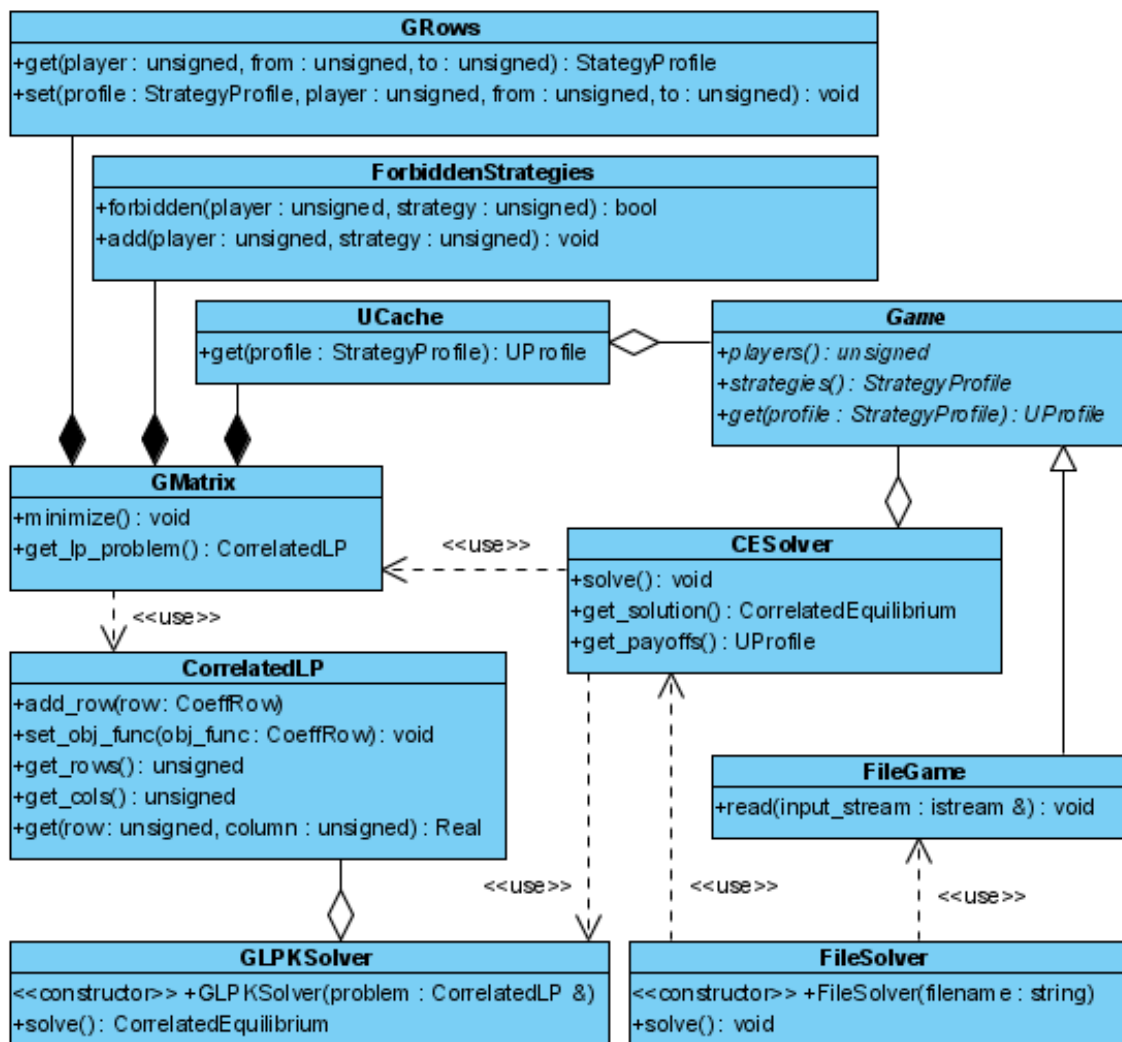 GRows
+get(player : unsigned, from : unsigned, to : unsigned) : StategyProfile
+set(profile : StrategyProfile, player : unsigned, from : unsigned, to : unsigned) : void
ForbiddenStrategies
+forbidden(player : unsigned, strategy : unsigned) : bool
+add(player : unsigned, strategy : unsigned) : void
UCache
+get(profile : StrategyProfile) : UProfile
Game
+players() : unsigned
+strategies() : StrategyProfile
+get(profile : StrategyProfile) : UProfile
GMatrix
+minimize() : void
+get_lp_problem() : CorrelatedLP
<<use>>
CESolver
+solve() : void
+get_solution() : CorrelatedEquilibrium
+get_payoffs() : UProfile
<<use>>
CorrelatedLP
+add_row(row: CoeffRow)
+set_obj_func(obj_func : CoeffRow) : void
+get_rows() : unsigned
+get_cols() : unsigned
+get(row: unsigned, column : unsigned) : Real
FileGame
+read(input_stream : istream &) : void
<<use>>
<<use>>
<<use>>
GLPKSolver
<<constructor>> +GLPKSolver(problem : CorrelatedLP &)
+solve() : CorrelatedEquilibrium
FileSolver
<<constructor>> +FileSolver(filename : string)
+solve() : void